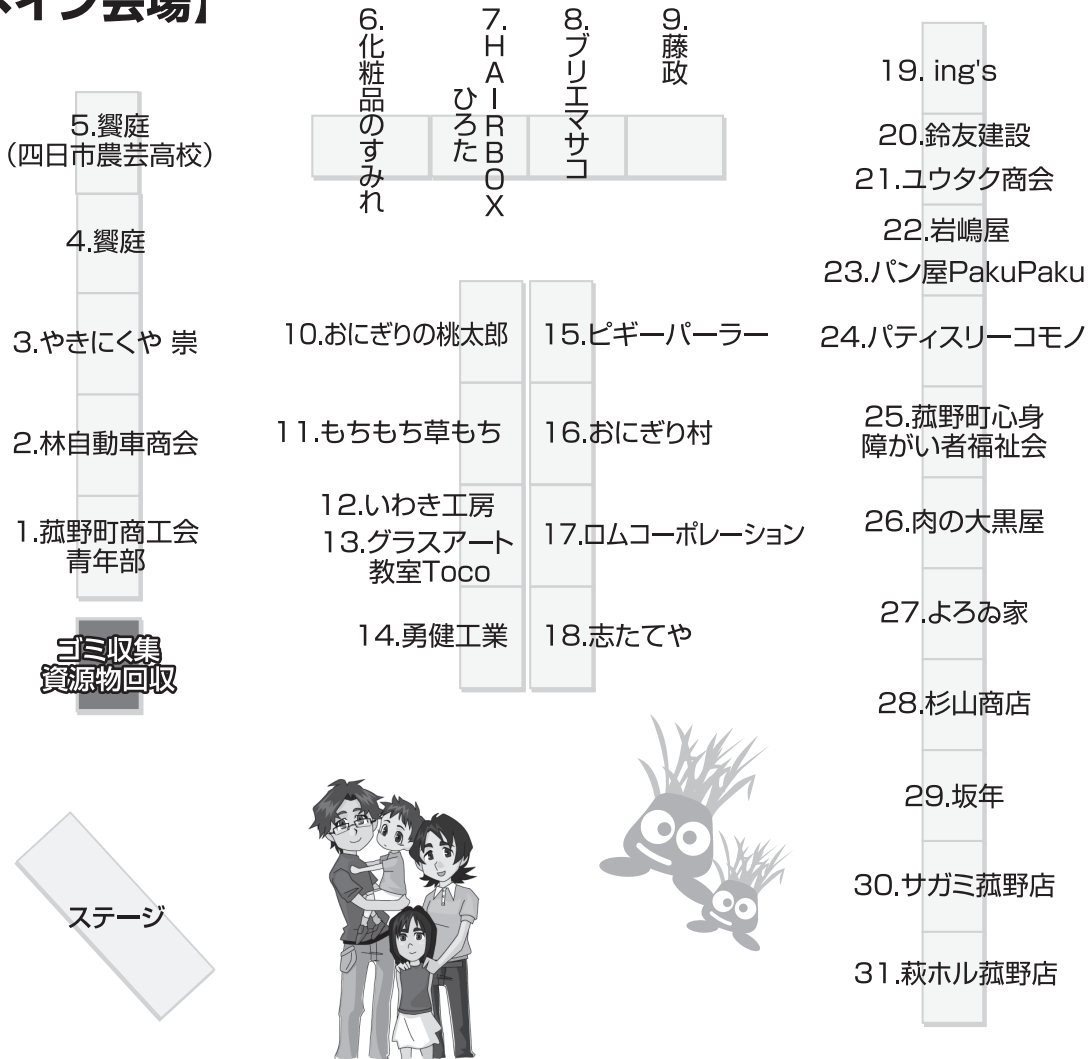 メイン会場】
5.饗庭
(四日市農芸高校)
4.饗庭
3.やきにくや 崇
2.林自動車商会
1.菰野町商工会
青年部
ゴミ収集
資源物回収
ステージ
6.化粧品のすみれ
7.HAIRBOX
ひろた
8.ブリエマサコ
9.藤政
10.おにぎりの桃太郎
11.もちもち草もち
12.いわき工房
13.グラスアート
教室Toco
14.勇健工業
15.ピギーパーラー
16.おにぎり村
17.ロムコーポレーション
18.志たてや
19. ing's
20.鈴友建設
21.ユウタク商会
22.岩嶋屋
23.パン屋PakuPaku
24.パティスリーコモノ
25.菰野町心身
障がい者福祉会
26.肉の大黒屋
27.よろゐ家
28.杉山商店
29.坂年
30.サガミ菰野店
31.萩ホル菰野店